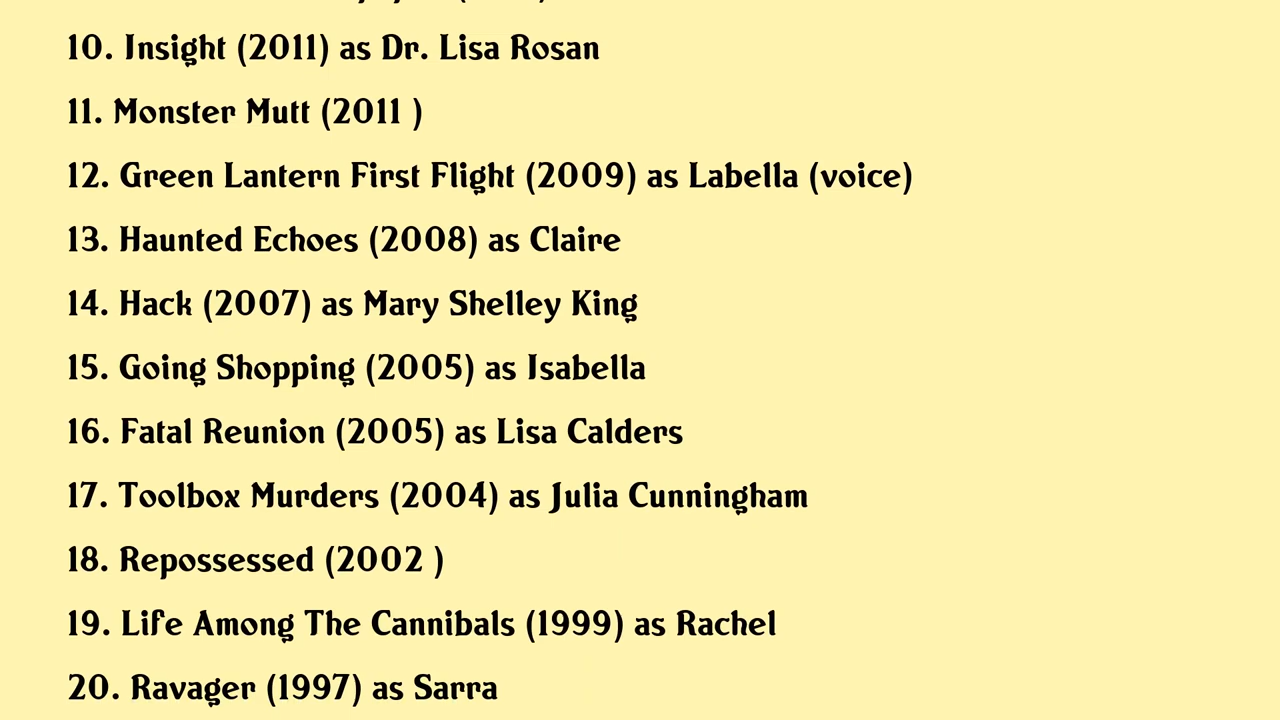 10. Insight (2011) as Dr. Lisa Rosan
11. Monster Mutt (2011 )
12. Green Lantern First Flight (2009) as Labella (voice)
13. Haunted Echoes (2008) as Claire
14. Hack (2007) as Mary Shelley King
15. Going Shopping (2005) as Isabella
16. Fatal Reunion (2005) as Lisa Calders
17. Toolbox Murders (2004) as Julia Cunningham
18. Repossessed (2002 )
19. Life Among The Cannibals (1999) as Rachel
20. Ravager (1997) as Sarra